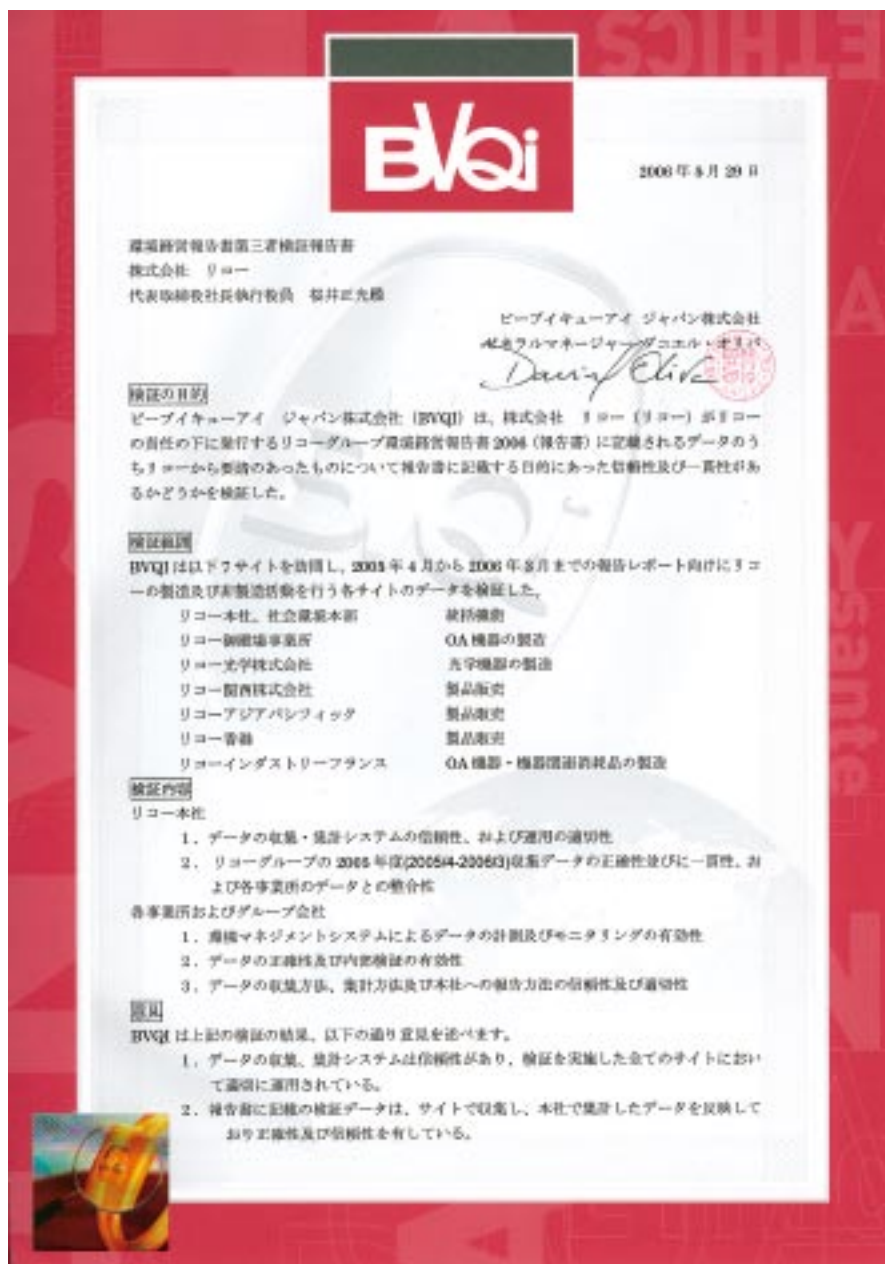 ETHICS
BVQi
2006年5月29日
環境経営報告書第三者検証報告書
株式会社 リコー
代表取締役社長執行役員 桜井正光殿
ビーブイキューアイ ジャパン株式会社
ゼネラルマネージャー ダニエル・オリバ
検証の目的
ビーブイキューアイ ジャパン株式会社(BVQI)は、株式会社 リコー(リコー)がリコー
の責任の下に発行するリコーグループ環境経営報告書2006(報告書)に記載されるデータのう
ちリコーから要請のあったものについて報告書に記載する目的にあった信頼性及び一貫性があ
るかどうかを検証した。
検証範囲
BVQIは以下7サイトを訪問し、2005年4月から2006年3月までの報告レポート向けにリコ
ーの製造及び非製造活動を行う各サイトのデータを検証した。
リコー本社、社会環境本部 統括機能
リコー御殿場事業所 OA機器の製造
リコー光学株式会社 光学機器の製造
リコー関西株式会社 製品販売
リコーアジアパシフィック 製品販売
リコー香港 製品販売
リコーインダストリーフランス OA機器・機器関連消耗品の製造
検証内容
リコー本社
1.データの収集・集計システムの信頼性、および運用の適切性
2.リコーグループの2005年度(2005/4-2006/3)収集データの正確性並びに一貫性、お
よび各事業所のデータとの整合性
各事業所およびグループ会社
1.環境マネジメントシステムによるデータの計測及びモニタリングの有効性
2.データの正確性及び内部検証の有効性
3.データの収集方法、集計方法及び本社への報告方法の信頼性及び適切性
意見
BVQIは上記の検証の結果、以下の通り意見を述べます。
1.データの収集、集計システムは信頼性があり、検証を実施した全てのサイトにおい
て適切に運用されている。
2.報告書に記載の検証データは、サイトで収集し、本社で集計したデータを反映して
おり正確性及び信頼性を有している。